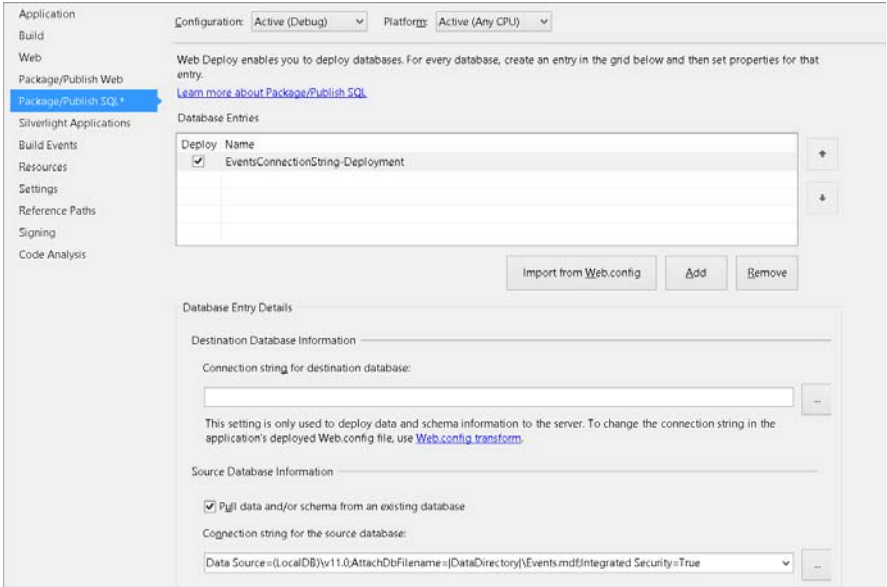 Application
Build
Web
Package/Publish Web
Package/Publish SQL*
Silverlight Applications
Build Events
Resources
Settings
Reference Paths
Signing
Code Analysis
Configuration: Active (Debug) Platform: Active (Any CPU)
Web Deploy enables you to deploy databases. For every database, create an entry in the grid below and then set properties for that
entry.
Learn more about Package/Publish SQL
Database Entries
Deploy Name
EventsConnectionString-Deployment
Import from Web.config Add Remove
Database Entry Details
Destination Database Information
Connection string for destination database:
...
This setting is only used to deploy data and schema information to the server. To change the connection string in the
application's deployed Web.config file, use Web.config transform.
Source Database Information
Pull data and/or schema from an existing database
Connection string for the source database:
Data Source=(LocalDB)\v11.0;AttachDbFilename=|DataDirectory|\Events.mdf;Integrated Security=True
...